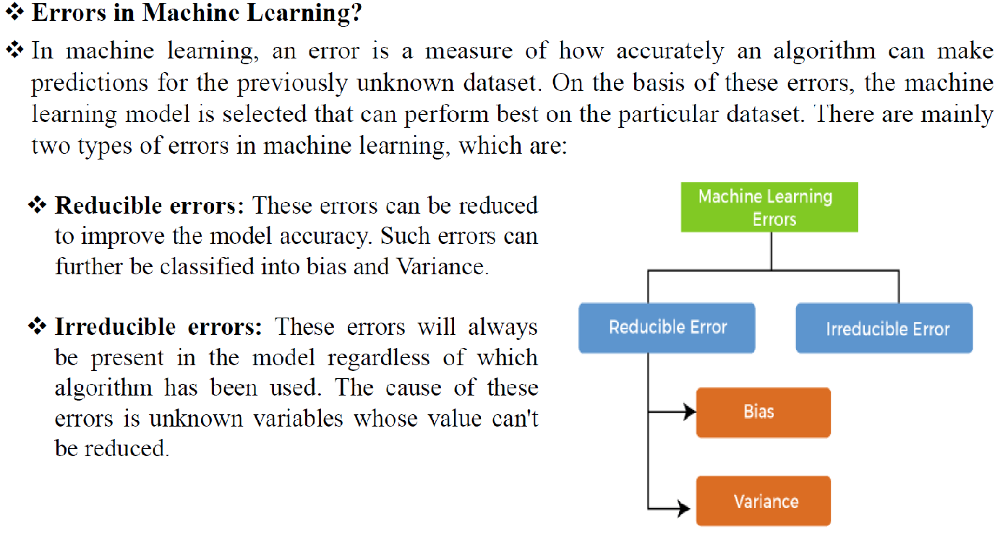 ❖ Errors in Machine Learning?
❖ In machine learning, an error is a measure of how accurately an algorithm can make
predictions for the previously unknown dataset. On the basis of these errors, the machine
learning model is selected that can perform best on the particular dataset. There are mainly
two types of errors in machine learning, which are:
❖ Reducible errors: These errors can be reduced
to improve the model accuracy. Such errors can
further be classified into bias and Variance.
❖ Irreducible errors: These errors will always
be present in the model regardless of which
algorithm has been used. The cause of these
errors is unknown variables whose value can't
be reduced.
Machine Learning
Errors
Reducible Error
Irreducible Error
Bias
Variance